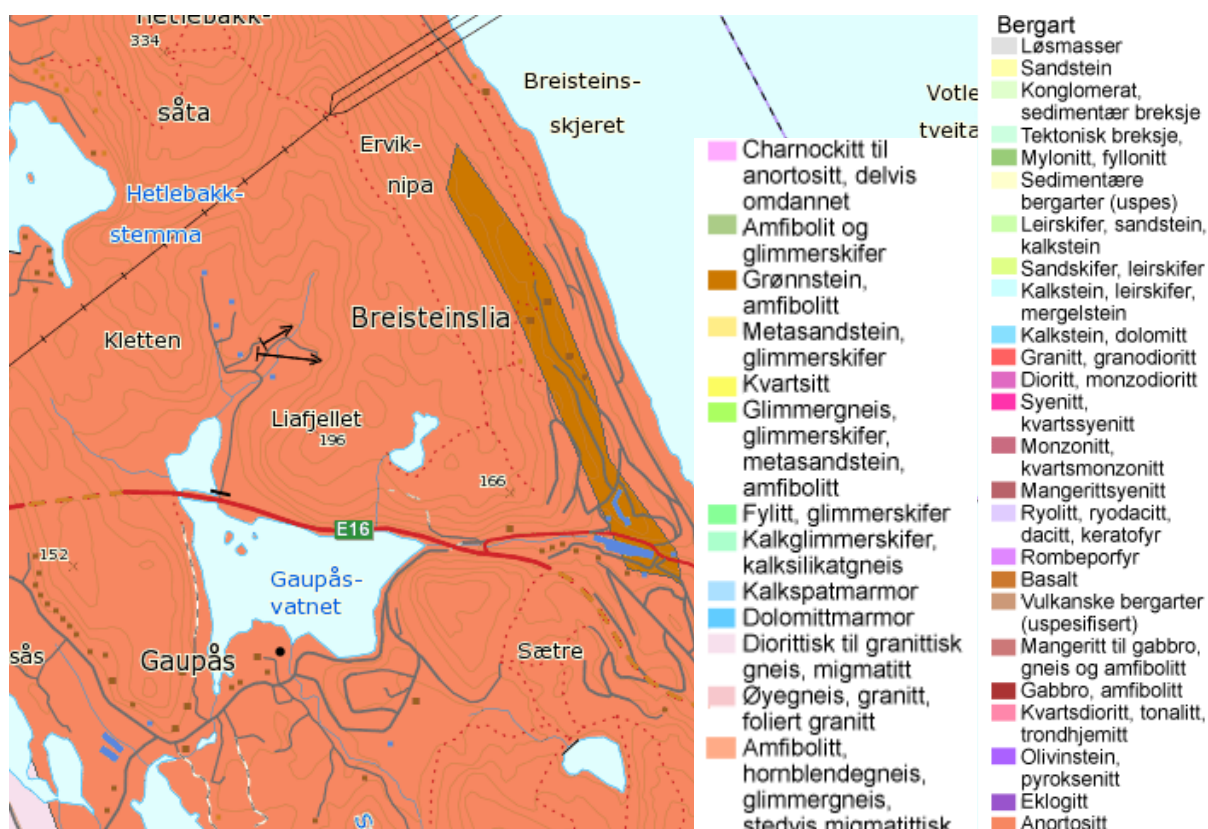 Hetlebakk-
334
såta
Ervik-
nipa
Hetlebakk-
stemma
Breisteins-
skjeret
Votle
tveita
Breisteinslia
Kletten
Liafjellet
196
166
E16
152
Gaupås-
vatnet
sås
Gaupås
Sætre
S
Charnockitt til
anortositt, delvis
omdannet
Amfibolit og
glimmerskifer
Grønnstein,
amfibolitt
Metasandstein,
glimmerskifer
Kvartsitt
Glimmergneis,
glimmerskifer,
metasandstein,
amfibolitt
Fylitt, glimmerskifer
Kalkglimmerskifer,
kalksilikatgneis
Kalkspatmarmor
Dolomittmarmor
Diorittisk til granittisk
gneis, migmatitt
Øyegneis, granitt,
foliert granitt
Amfibolitt,
hornblendegneis,
glimmergneis,
stedvis migmatittisk
Bergart
Løsmasser
Sandstein
Konglomerat,
sedimentær breksje
Tektonisk breksje,
Mylonitt, fyllonitt
Sedimentære
bergarter (uspes)
Leirskifer, sandstein,
kalkstein
Sandskifer, leirskifer
Kalkstein, leirskifer,
mergelstein
Kalkstein, dolomitt
Granitt, granodioritt
Dioritt, monzodioritt
Syenitt,
kvartssyenitt
Monzonitt,
kvartsmonzonitt
Mangerittsyenitt
Ryolitt, ryodacitt,
dacitt, keratofyr
Rombeporfyr
Basalt
Vulkanske bergarter
(uspesifisert)
Mangeritt til gabbro,
gneis og amfibolitt
Gabbro, amfibolitt
Kvartsdioritt, tonalitt,
trondhjemitt
Olivinstein,
pyroksenitt
Eklogitt
Anortositt